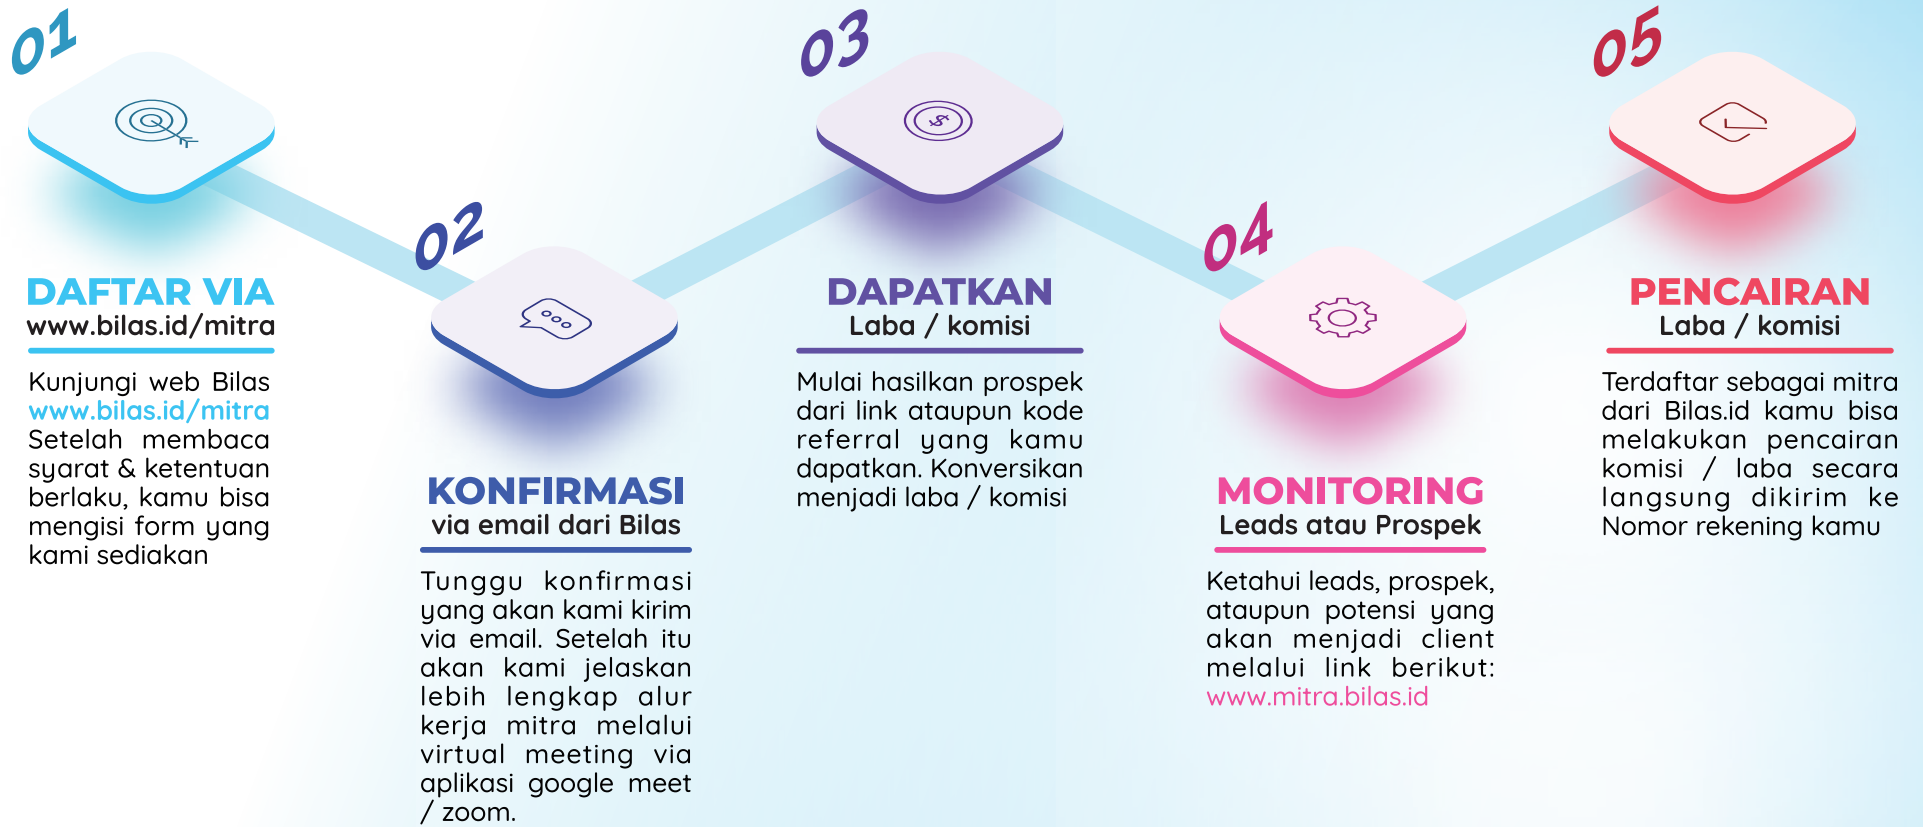 01
DAFTAR VIA
www.bilas.id/mitra
Kunjungi web Bilas
www.bilas.id/mitra
Setelah membaca
syarat & ketentuan
berlaku, kamu bisa
mengisi form yang
kami sediakan
02
KONFIRMASI
via email dari Bilas
Tunggu konfirmasi
yang akan kami kirim
via email. Setelah itu
akan kami jelaskan
lebih lengkap alur
kerja mitra melalui
virtual meeting via
aplikasi google meet
/ zoom.
03
$
DAPATKAN
Laba / komisi
Mulai hasilkan prospek
dari link ataupun kode
referral yang kamu
dapatkan. Konversikan
menjadi laba / komisi
04
MONITORING
Leads atau Prospek
Ketahui leads, prospek,
ataupun potensi yang
akan menjadi client
melalui link berikut:
www.mitra.bilas.id
05
PENCAIRAN
Laba / komisi
Terdaftar sebagai mitra
dari Bilas.id kamu bisa
melakukan pencairan
komisi / laba secara
langsung dikirim ke
Nomor rekening kamu